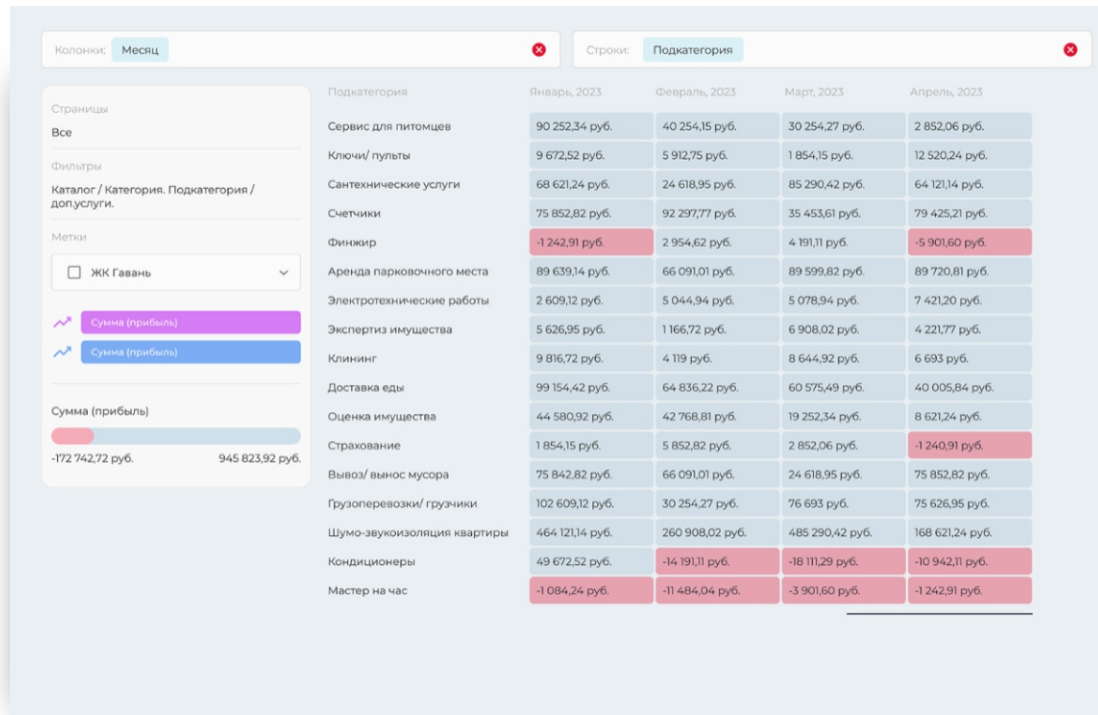 Колонки: Месяц
Строки: Подкатегория
Страницы
Все
Фильтры
Каталог / Категория. Подкатегория /
доп.услуги.
Метки
ЖК Гавань
Сумма (прибыль)
Сумма (прибыль)
Сумма (прибыль)
-172 742,72 руб. 945 823,92 руб.
Подкатегория Январь, 2023 Февраль, 2023 Март, 2023 Апрель, 2023
Сервис для питомцев 90 252,34 руб. 40 254,15 руб. 30 254,27 руб. 2 852,06 руб.
Ключи/ пульты 9 672,52 руб. 5 912,75 руб. 1 854,15 руб. 12 520,24 руб.
Сантехнические услуги 68 621,24 руб. 24 618,95 руб. 85 290,42 руб. 64 121,14 руб.
Счетчики 75 852,82 руб. 92 297,77 руб. 35 453,61 руб. 79 425,21 руб.
Финжир -1 242,91 руб. 2 954,62 руб. 4 191,11 руб. -5 901,60 руб.
Аренда парковочного места 89 639,14 руб. 66 091,01 руб. 89 599,82 руб. 89 720,81 руб.
Электротехнические работы 2 609,12 руб. 5 044,94 руб. 5 078,94 руб. 7 421,20 руб.
Экспертиз имущества 5 626,95 руб. 1 166,72 руб. 6 908,02 руб. 4 221,77 руб.
Клининг 9 816,72 руб. 4 119 руб. 8 644,92 руб. 6 693 руб.
Доставка еды 99 154,42 руб. 64 836,22 руб. 60 575,49 руб. 40 005,84 руб.
Оценка имущества 44 580,92 руб. 42 768,81 руб. 19 252,34 руб. 8 621,24 руб.
Страхование 1 854,15 руб. 5 852,82 руб. 2 852,06 руб. -1 240,91 руб.
Вывоз/ вынос мусора 75 842,82 руб. 66 091,01 руб. 24 618,95 руб. 75 852,82 руб.
Грузоперевозки/ грузчики 102 609,12 руб. 30 254,27 руб. 76 693 руб. 75 626,95 руб.
Шумо-звукоизоляция квартиры 464 121,14 руб. 260 908,02 руб. 485 290,42 руб. 168 621,24 руб.
Кондиционеры 49 672,52 руб. -14 191,11 руб. -18 111,29 руб. -10 942,11 руб.
Мастер на час -1 084,24 руб. -11 484,04 руб. -3 901,60 руб. -1 242,91 руб.